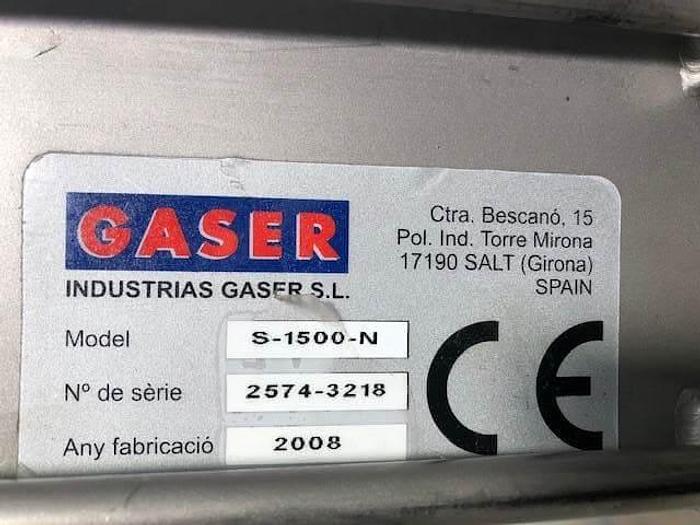 GASER
INDUSTRIAS GASER S.L.
Ctra. Bescanó, 15
Pol. Ind. Torre Mirona
17190 SALT (Girona)
SPAIN
Model S-1500-N
Nº de sèrie 2574-3218
Any fabricació 2008
CE